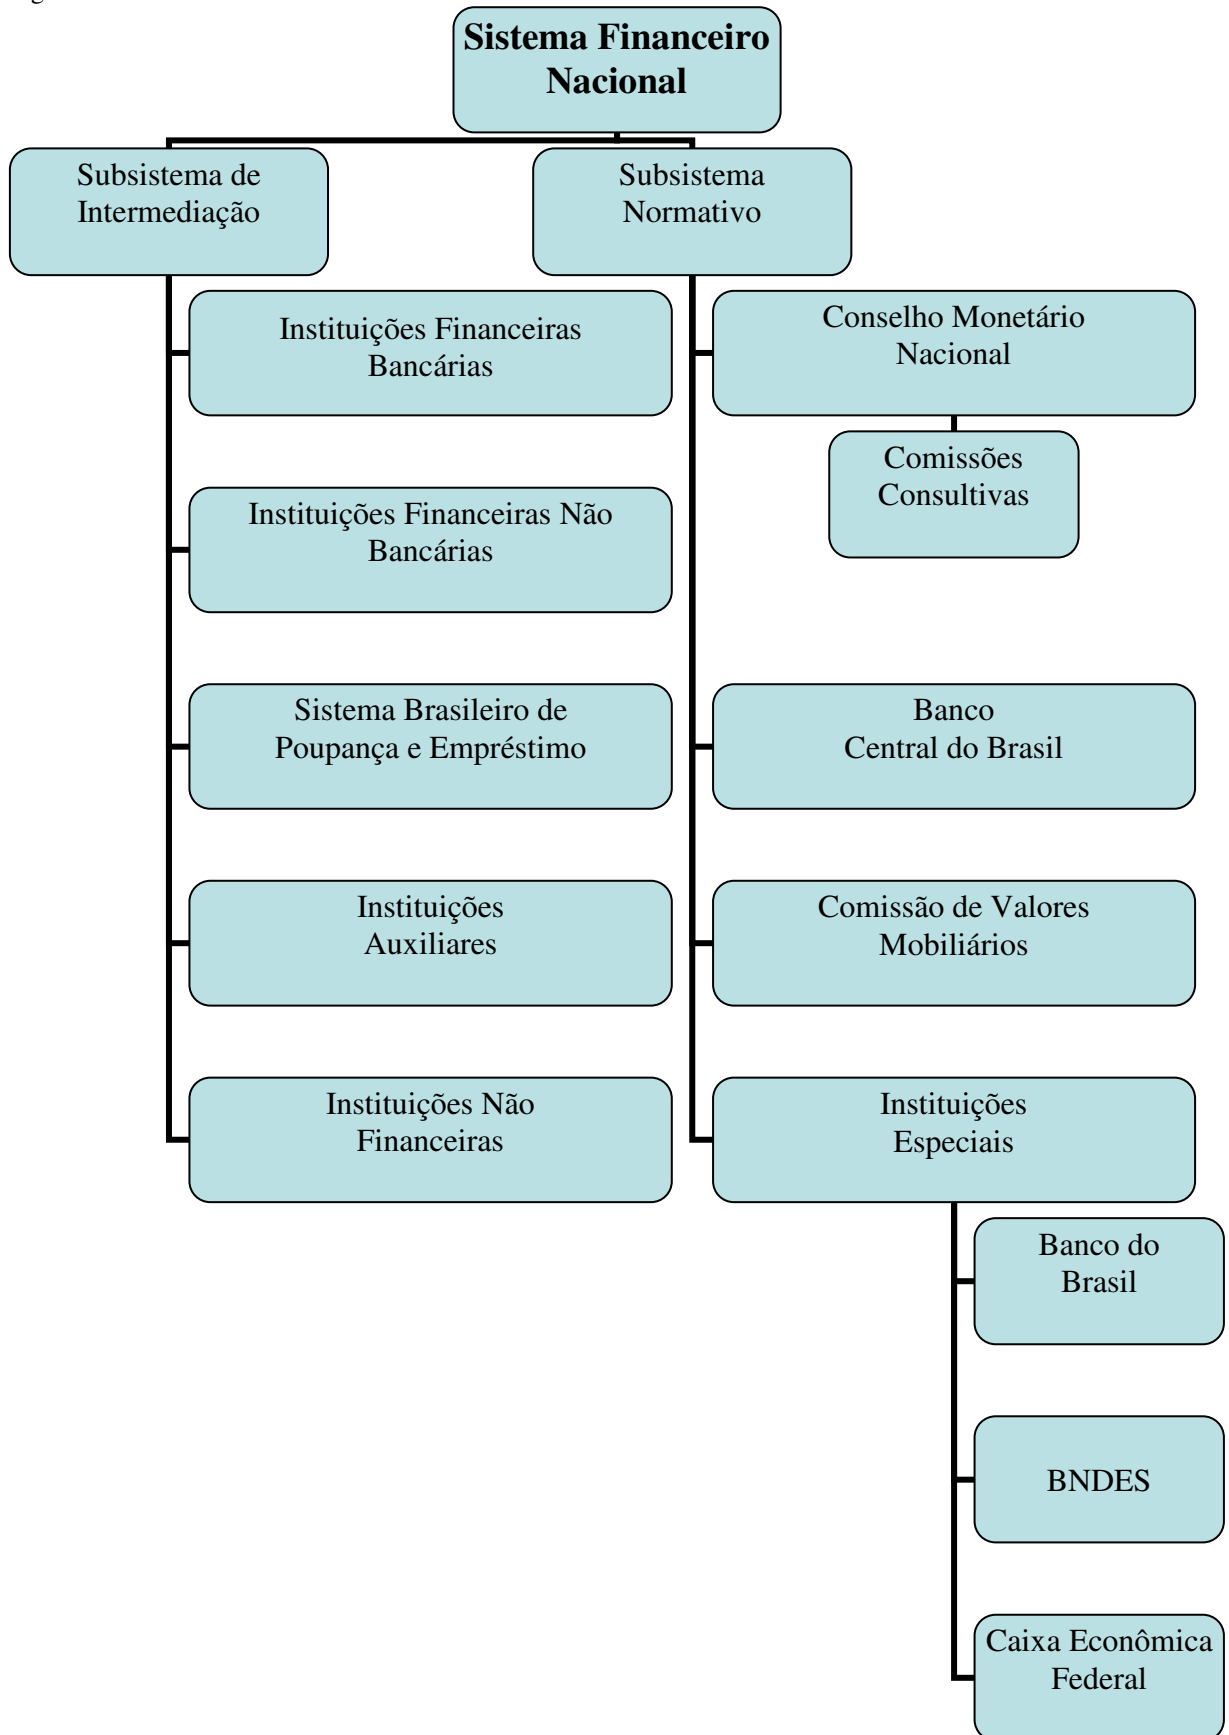 Sistema Financeiro
Nacional
Subsistema de
Intermediação
Subsistema
Normativo
Instituições Financeiras
Bancárias
Conselho Monetário
Nacional
Comissões
Consultivas
Instituições Financeiras Não
Bancárias
Sistema Brasileiro de
Poupança e Empréstimo
Banco
Central do Brasil
Instituições
Auxiliares
Comissão de Valores
Mobiliários
Instituições Não
Financeiras
Instituições
Especiais
Banco do
Brasil
BNDES
Caixa Econômica
Federal